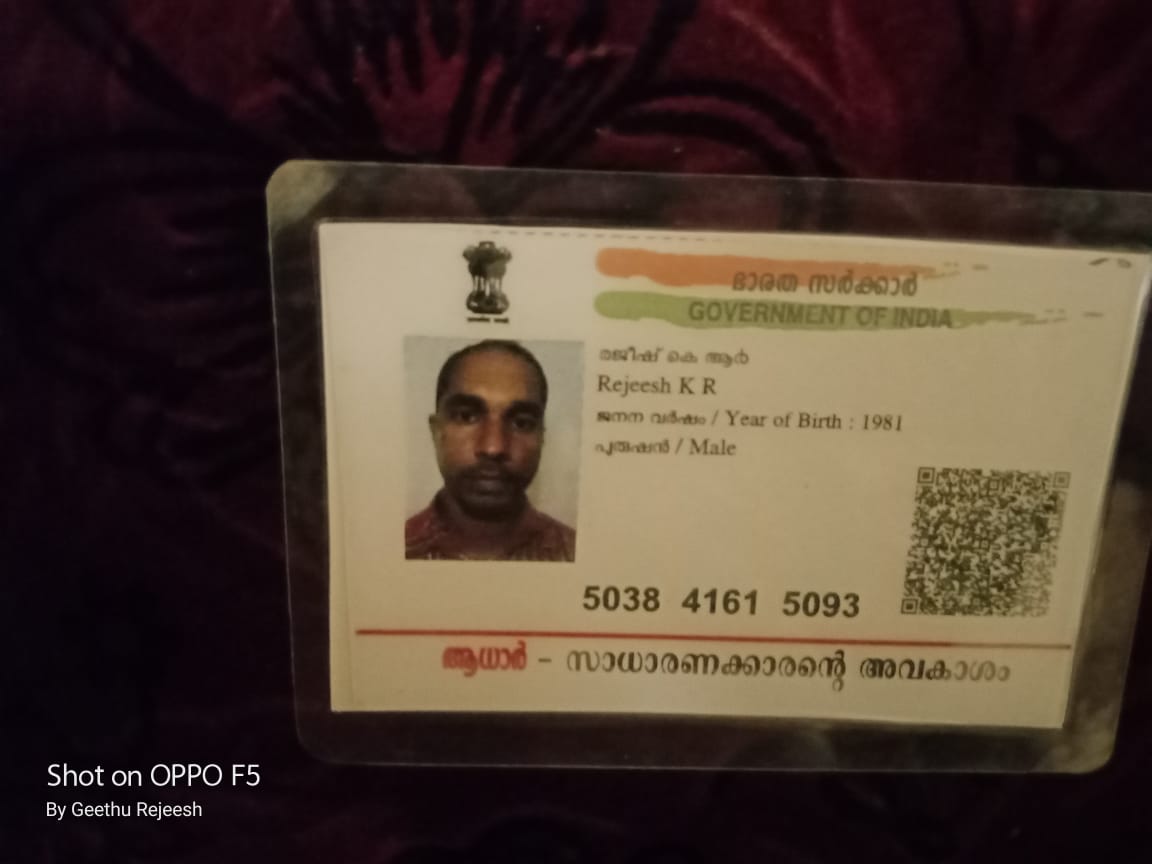 ഭാരത സർക്കാർ
GOVERNMENT OF INDIA
രജീഷ് കെ ആർ
Rejeesh K R
ജനന വർഷം / Year of Birth : 1981
പുരുഷൻ / Male
5038 4161 5093
ആധാർ – സാധാരണക്കാരന്റെ അവകാശം
Shot on OPPO F5
By Geethu Rejeesh